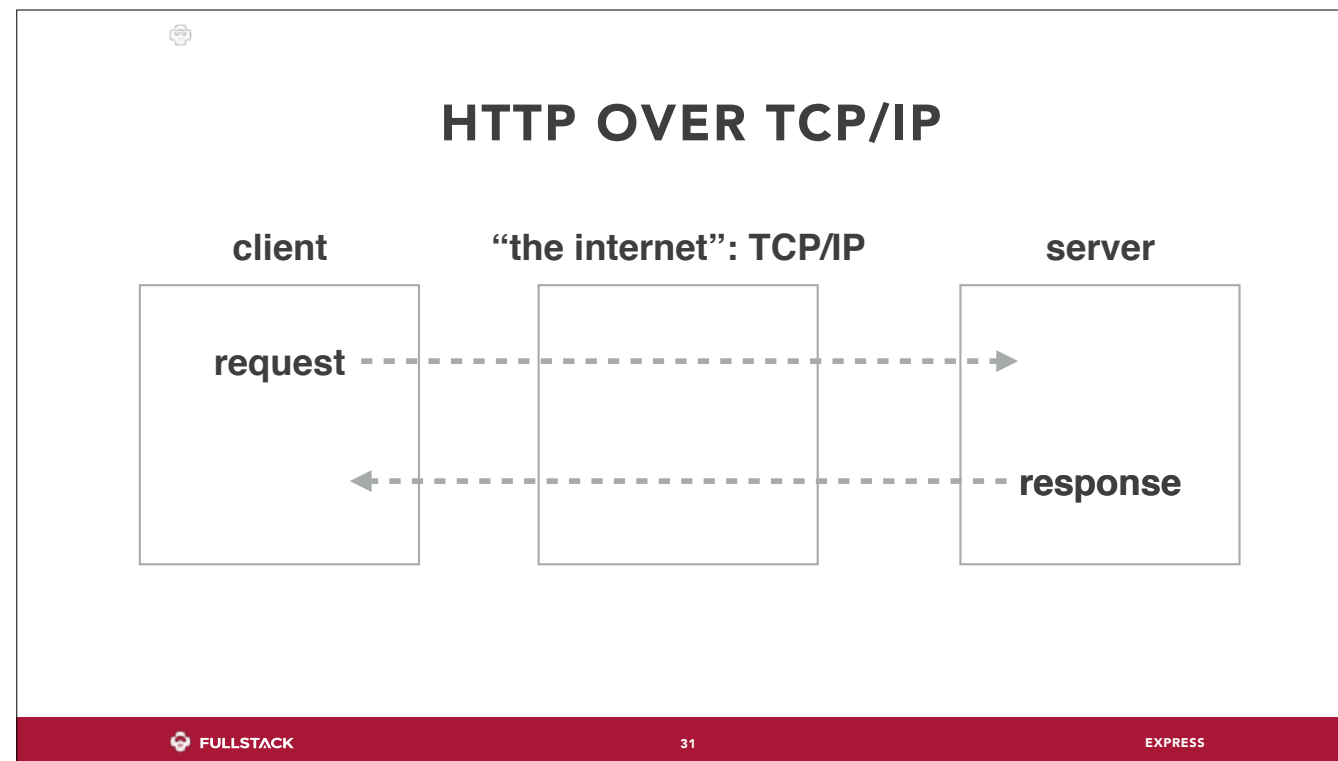 HTTP OVER TCP/IP
client “the internet”: TCP/IP server
request
response
FULLSTACK 31 EXPRESS